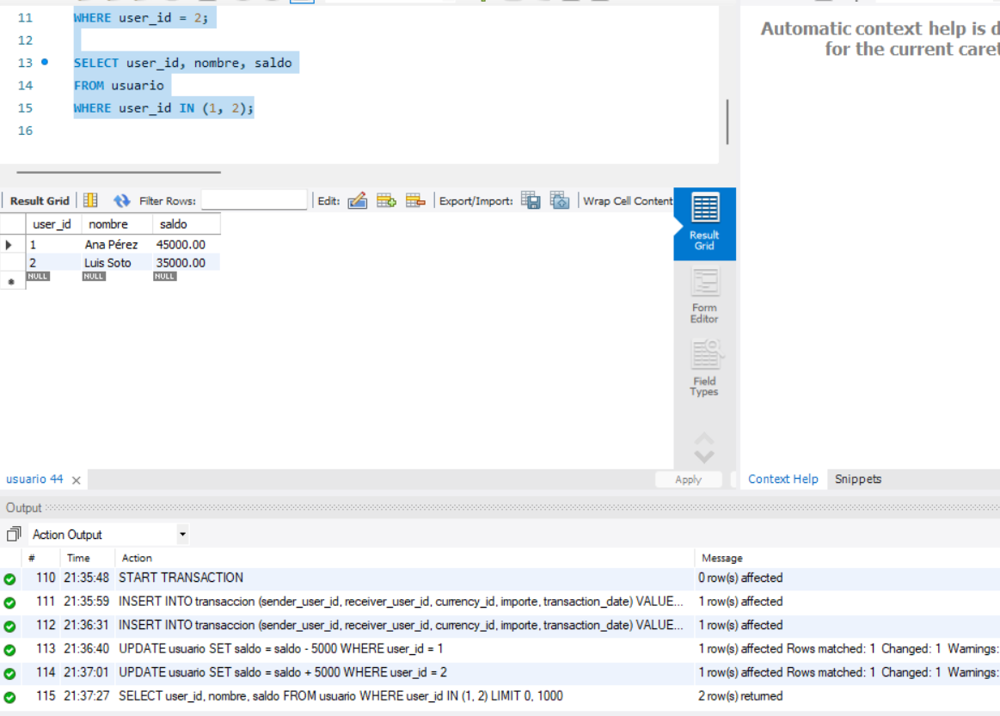 11 WHERE user_id = 2;
Automatic context help is d
12
for the current caret
13 SELECT user_id, nombre, saldo
14 FROM usuario
15 WHERE user_id IN (1, 2);
16
Result Grid Filter Rows: Edit: Export/Import: Wrap Cell Content
user_id nombre saldo
1 Ana Pérez 45000.00
2 Luis Soto 35000.00
NULL NULL NULL
Result
Grid
Form
Editor
Field
Types
usuario 44 Apply Context Help Snippets
Output
Action Output
# Time Action Message
110 21:35:48 START TRANSACTION 0 row(s) affected
111 21:35:59 INSERT INTO transaccion (sender_user_id, receiver_user_id, currency_id, importe, transaction_date) VALUE... 1 row(s) affected
112 21:36:31 INSERT INTO transaccion (sender_user_id, receiver_user_id, currency_id, importe, transaction_date) VALUE... 1 row(s) affected
113 21:36:40 UPDATE usuario SET saldo = saldo - 5000 WHERE user_id = 1 1 row(s) affected Rows matched: 1 Changed: 1 Warnings:
114 21:37:01 UPDATE usuario SET saldo = saldo + 5000 WHERE user_id = 2 1 row(s) affected Rows matched: 1 Changed: 1 Warnings:
115 21:37:27 SELECT user_id, nombre, saldo FROM usuario WHERE user_id IN (1, 2) LIMIT 0, 1000 2 row(s) returned